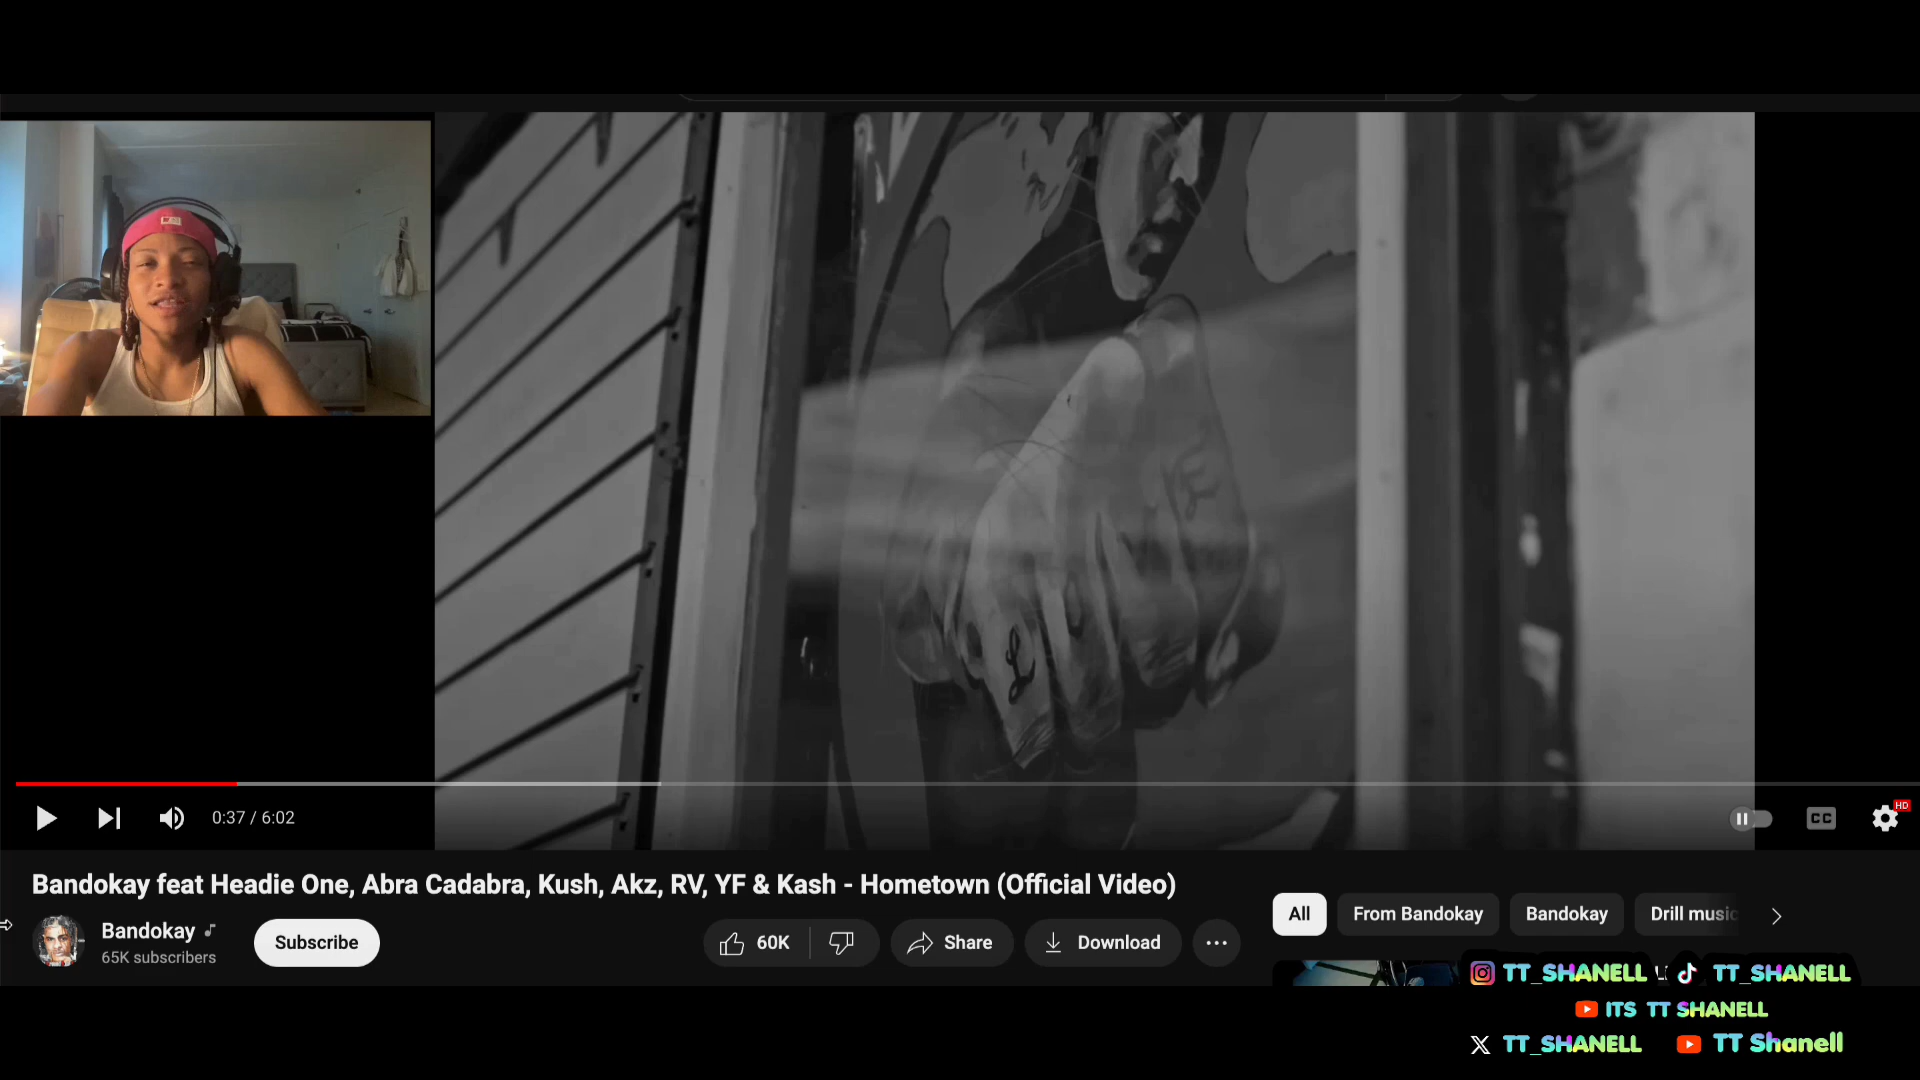 L
0:37 / 6:02
CC
HD
Bandokay feat Headie One, Abra Cadabra, Kush, Akz, RV, YF & Kash - Hometown (Official Video)
Bandokay
65K subscribers
Subscribe
60K
Share
Download
All
From Bandokay
Bandokay
Drill music
TT_SHANELL
TT_SHANELL
ITS TT SHANELL
TT_SHANELL
TT Shanell